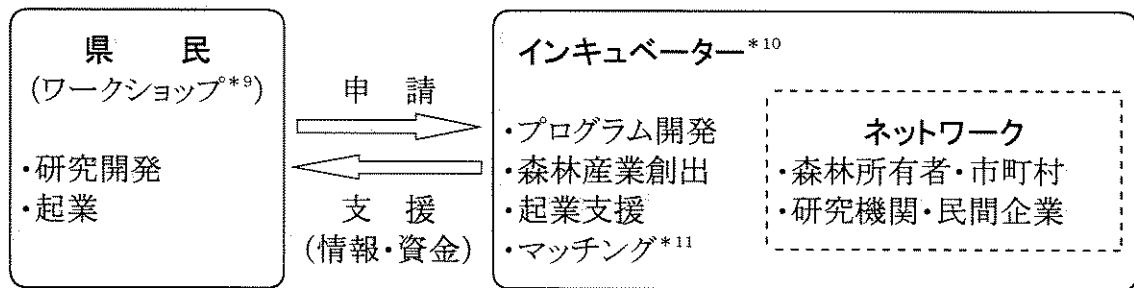 県　民
(ワークショップ*9)
・研究開発
・起業
申　請
支　援
(情報・資金)
インキュベーター*10
・プログラム開発
・森林産業創出
・起業支援
・マッチング*11
ネットワーク
・森林所有者・市町村
・研究機関・民間企業